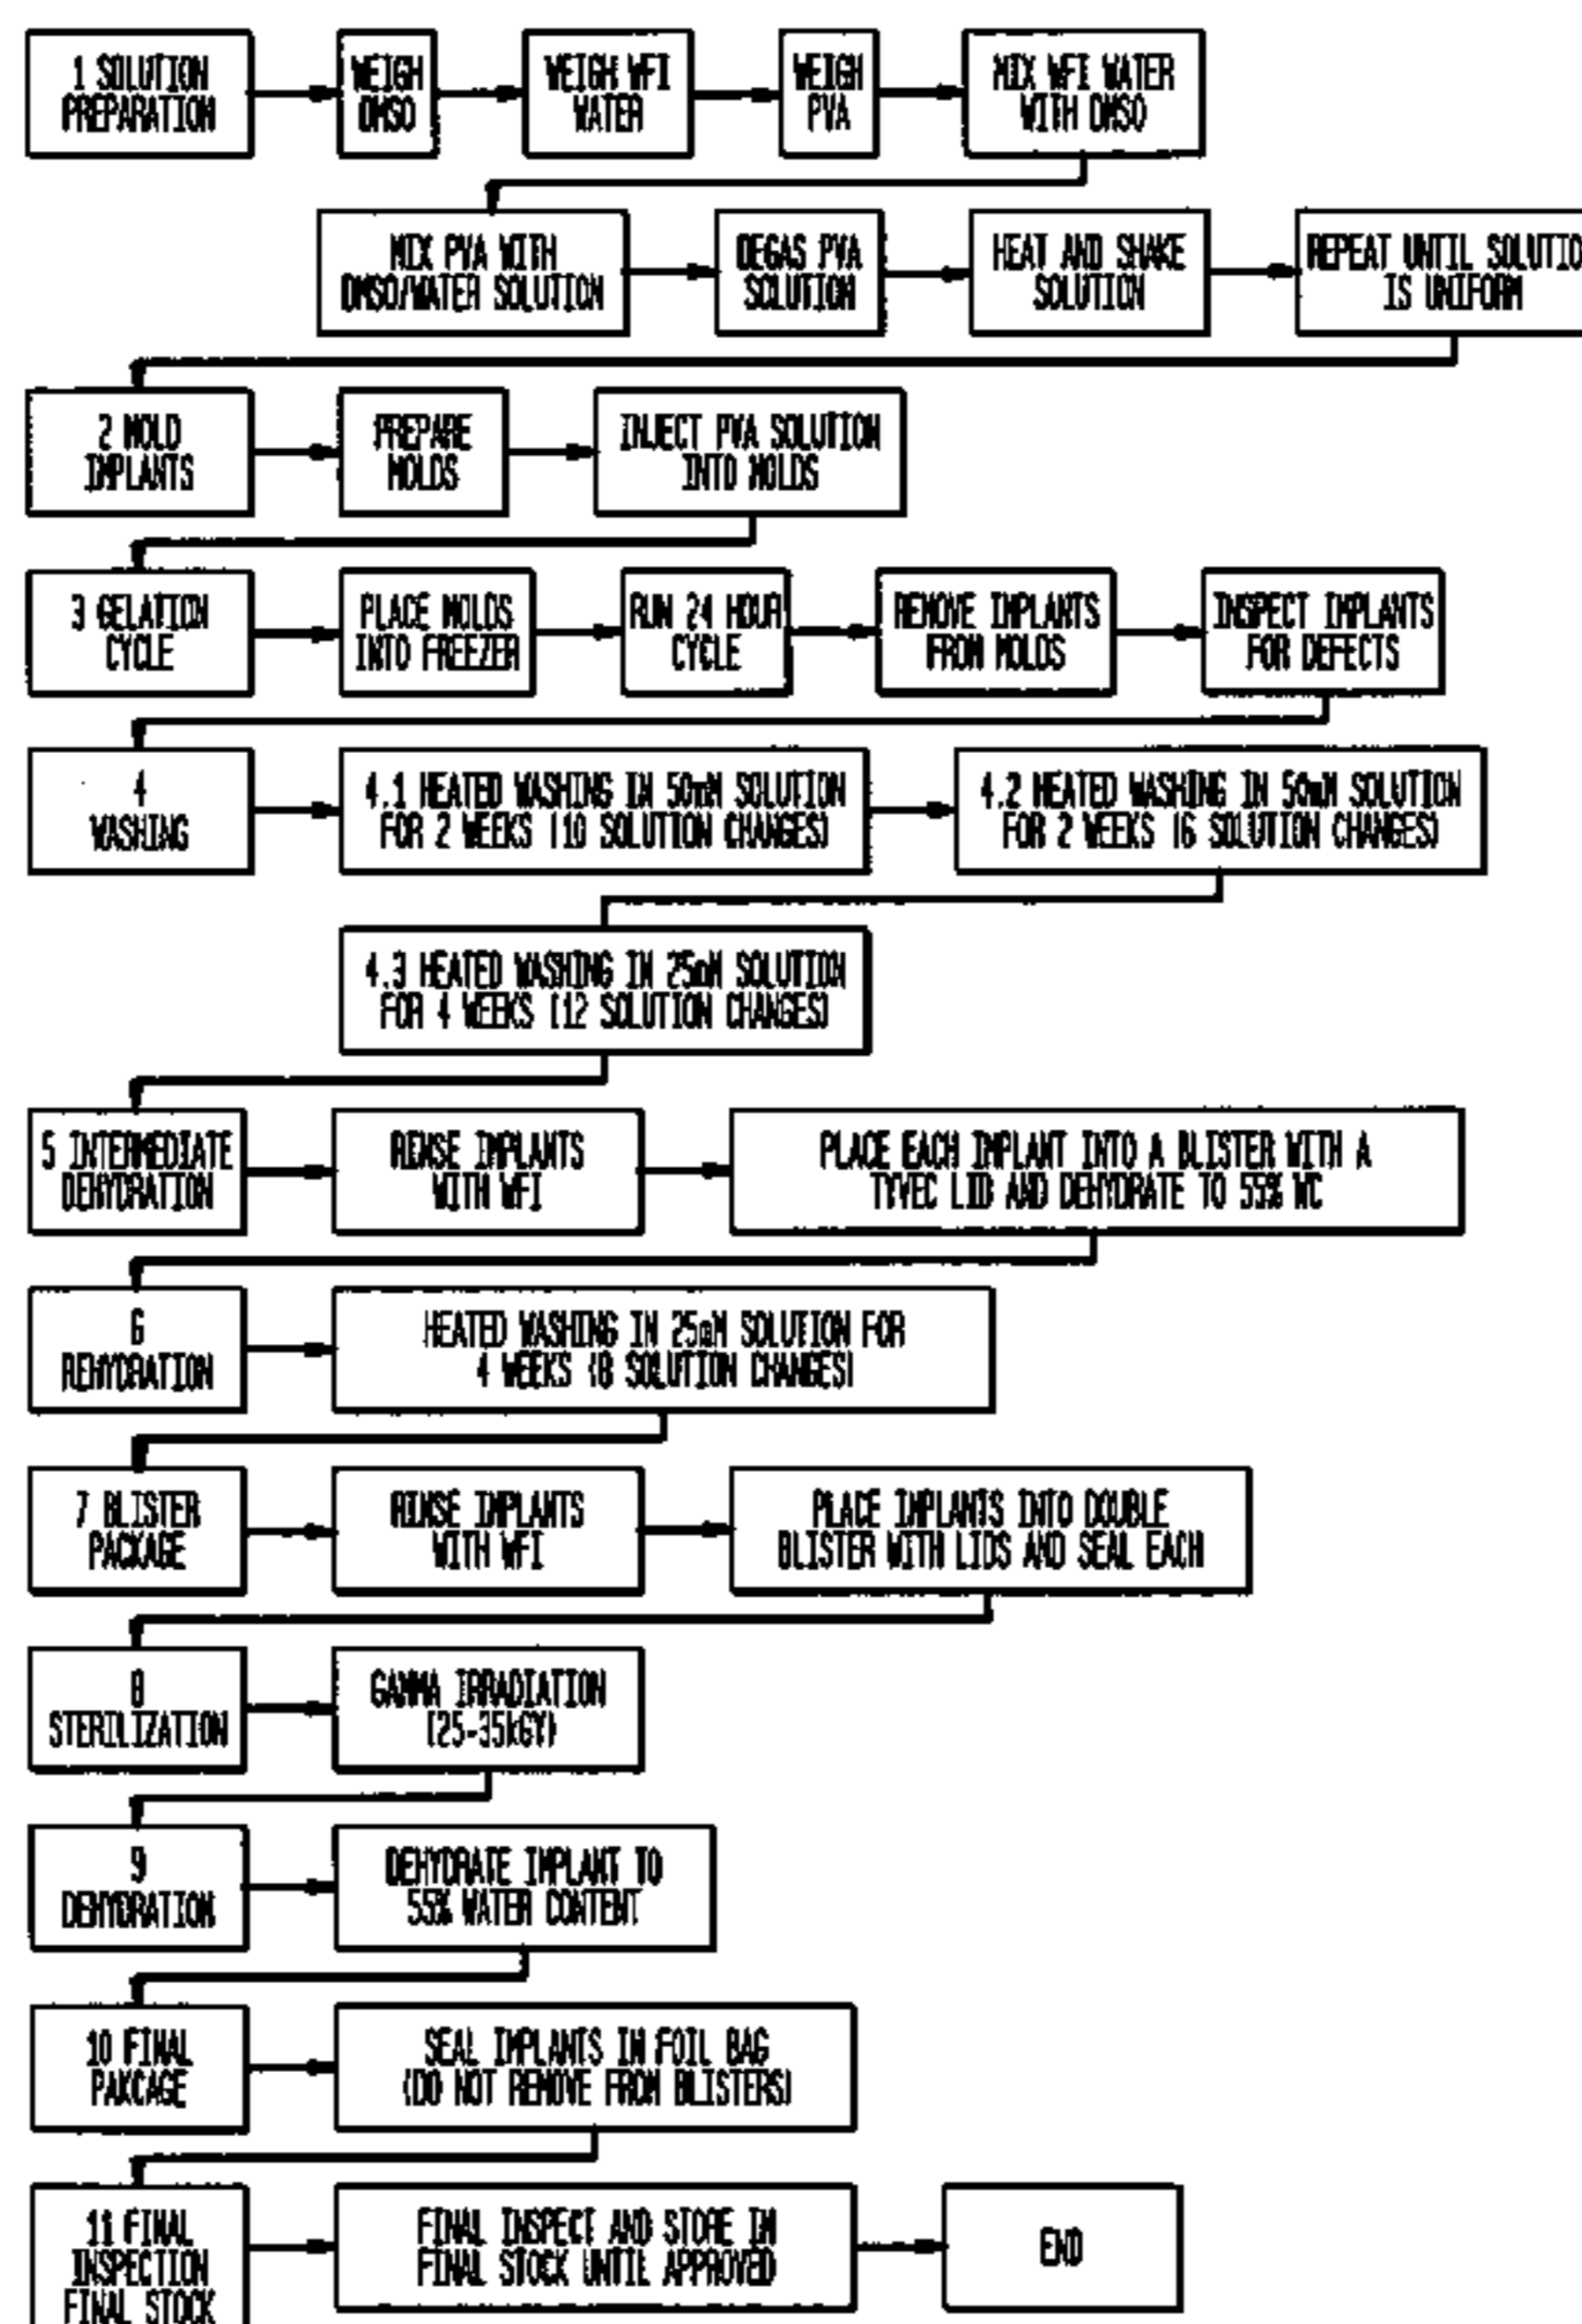 1 SOLUTION
PREPARATION
WEIGH
DMSO
WEIGH WFI
WATER
WEIGH
PVA
MIX WFI WATER
WITH DMSO
MIX PVA WITH
DMSO/WATER SOLUTION
DEGAS PVA
SOLUTION
HEAT AND SHAKE
SOLUTION
REPEAT UNTIL SOLUTIO
IS UNIFORM
2 MOLD
IMPLANTS
PREPARE
MOLDS
INJECT PVA SOLUTION
INTO MOLDS
3 GELATION
CYCLE
PLACE MOLDS
INTO FREEZER
RUN 24 HOUR
CYCLE
REMOVE IMPLANTS
FROM MOLDS
INSPECT IMPLANTS
FOR DEFECTS
4
WASHING
4.1 HEATED WASHING IN 50mM SOLUTION
FOR 2 WEEKS (10 SOLUTION CHANGES)
4.2 HEATED WASHING IN 50mM SOLUTION
FOR 2 WEEKS (6 SOLUTION CHANGES)
4.3 HEATED WASHING IN 25mM SOLUTION
FOR 4 WEEKS (12 SOLUTION CHANGES)
5 INTERMEDIATE
DEHYDRATION
RINSE IMPLANTS
WITH WFI
PLACE EACH IMPLANT INTO A BLISTER WITH A
TYVEC LID AND DEHYDRATE TO 55% WC
6
REHYDRATION
HEATED WASHING IN 25mM SOLUTION FOR
4 WEEKS (8 SOLUTION CHANGES)
7 BLISTER
PACKAGE
RINSE IMPLANTS
WITH WFI
PLACE IMPLANTS INTO DOUBLE
BLISTER WITH LIDS AND SEAL EACH
8
STERILIZATION
GAMMA IRRADIATION
(25-35kGY)
9
DEHYDRATION
DEHYDRATE IMPLANT TO
55% WATER CONTENT
10 FINAL
PAKCAGE
SEAL IMPLANTS IN FOIL BAG
(DO NOT REMOVE FROM BLISTERS)
11 FINAL
INSPECTION
FINAL STOCK
FINAL INSPECT AND STORE IN
FINAL STOCK UNTIL APPROVED
END